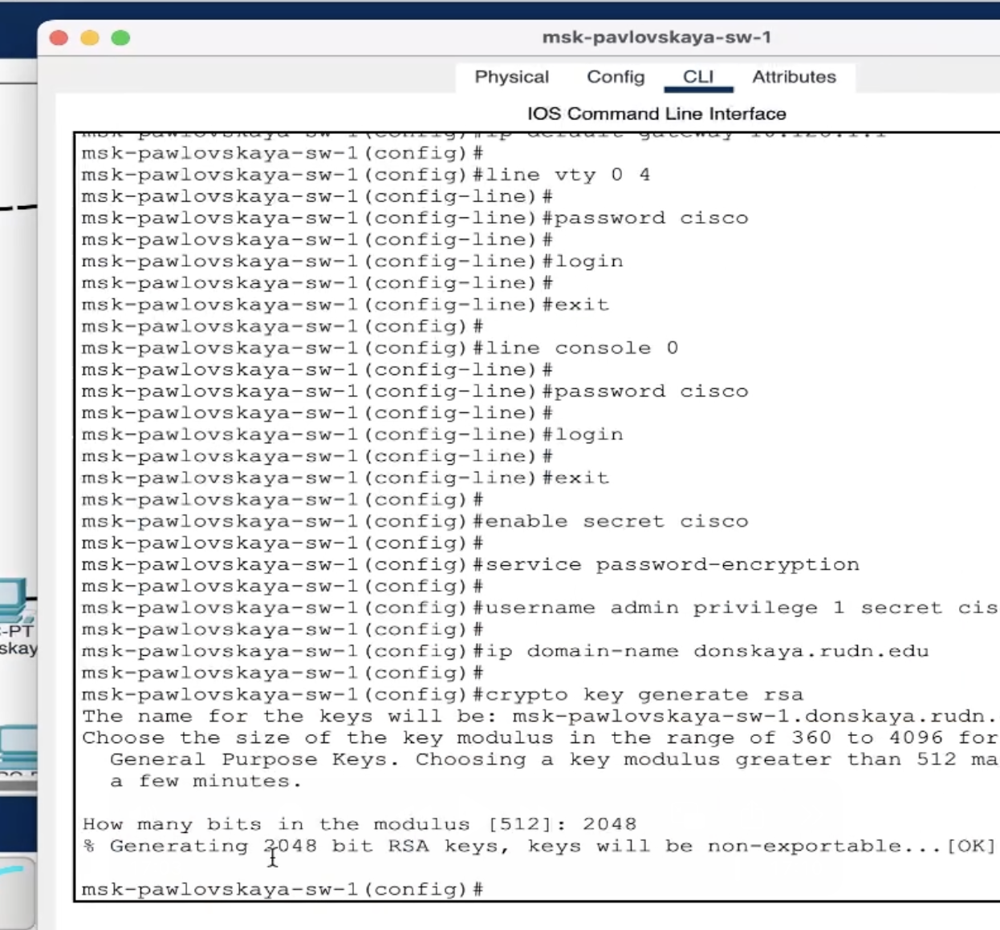 msk-pavlovskaya-sw-1
Physical Config CLI Attributes
IOS Command Line Interface
msk-pawlovskaya-sw-1(config)#ip default-gateway
msk-pawlovskaya-sw-1(config)#
msk-pawlovskaya-sw-1(config)#line vty 0 4
msk-pawlovskaya-sw-1(config-line)#
msk-pawlovskaya-sw-1(config-line)#password cisco
msk-pawlovskaya-sw-1(config-line)#
msk-pawlovskaya-sw-1(config-line)#login
msk-pawlovskaya-sw-1(config-line)#
msk-pawlovskaya-sw-1(config-line)#exit
msk-pawlovskaya-sw-1(config)#
msk-pawlovskaya-sw-1(config)#line console 0
msk-pawlovskaya-sw-1(config-line)#
msk-pawlovskaya-sw-1(config-line)#password cisco
msk-pawlovskaya-sw-1(config-line)#
msk-pawlovskaya-sw-1(config-line)#login
msk-pawlovskaya-sw-1(config-line)#
msk-pawlovskaya-sw-1(config-line)#exit
msk-pawlovskaya-sw-1(config)#
msk-pawlovskaya-sw-1(config)#enable secret cisco
msk-pawlovskaya-sw-1(config)#
msk-pawlovskaya-sw-1(config)#service password-encryption
msk-pawlovskaya-sw-1(config)#
msk-pawlovskaya-sw-1(config)#username admin privilege 1 secret cis
msk-pawlovskaya-sw-1(config)#
msk-pawlovskaya-sw-1(config)#ip domain-name donskaya.rudn.edu
msk-pawlovskaya-sw-1(config)#
msk-pawlovskaya-sw-1(config)#crypto key generate rsa
The name for the keys will be: msk-pawlovskaya-sw-1.donskaya.rudn.
Choose the size of the key modulus in the range of 360 to 4096 for
General Purpose Keys. Choosing a key modulus greater than 512 ma
a few minutes.
How many bits in the modulus [512]: 2048
% Generating 2048 bit RSA keys, keys will be non-exportable...[OK]
msk-pawlovskaya-sw-1(config)#
-PT
skay